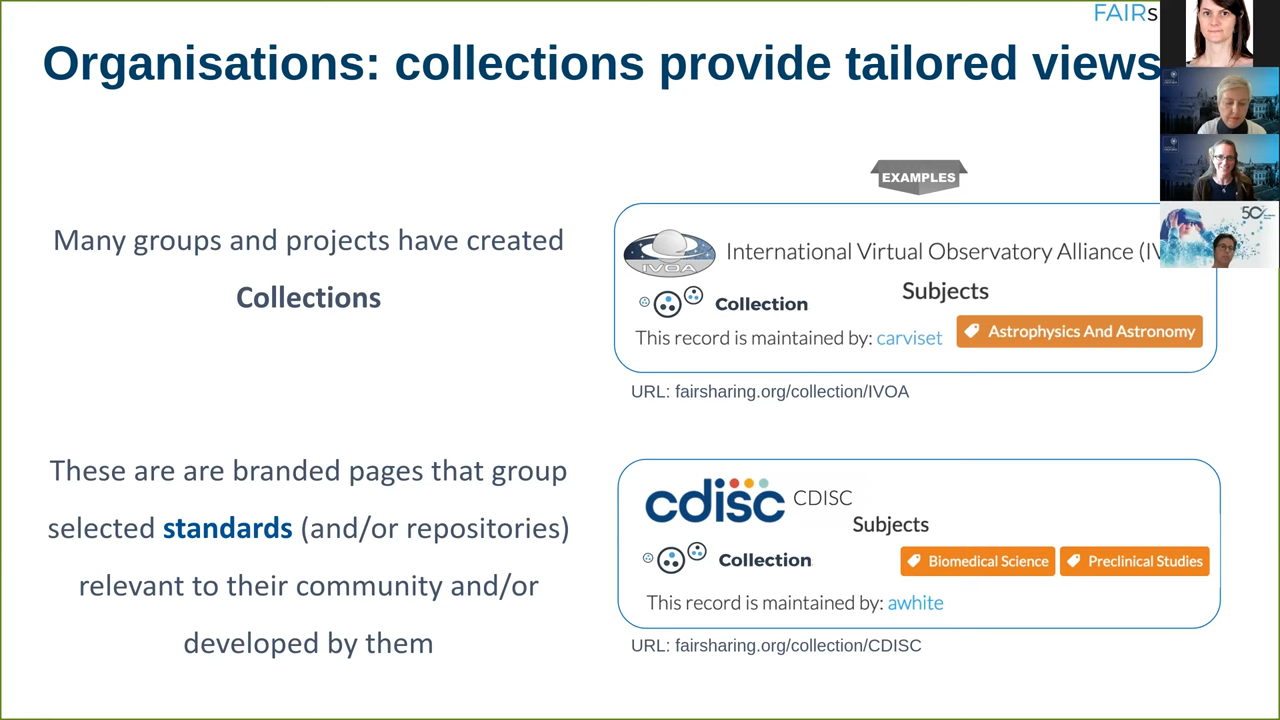 FAIRs
Organisations: collections provide tailored views
EXAMPLES
Many groups and projects have created
Collections
IVOA
International Virtual Observatory Alliance (IV
Subjects
Collection
This record is maintained by: carviset
Astrophysics And Astronomy
URL: fairsharing.org/collection/IVOA
These are are branded pages that group
selected standards (and/or repositories)
relevant to their community and/or
developed by them
cdisc CDISC
Subjects
Collection
Biomedical Science
Preclinical Studies
This record is maintained by: awhite
URL: fairsharing.org/collection/CDISC
50